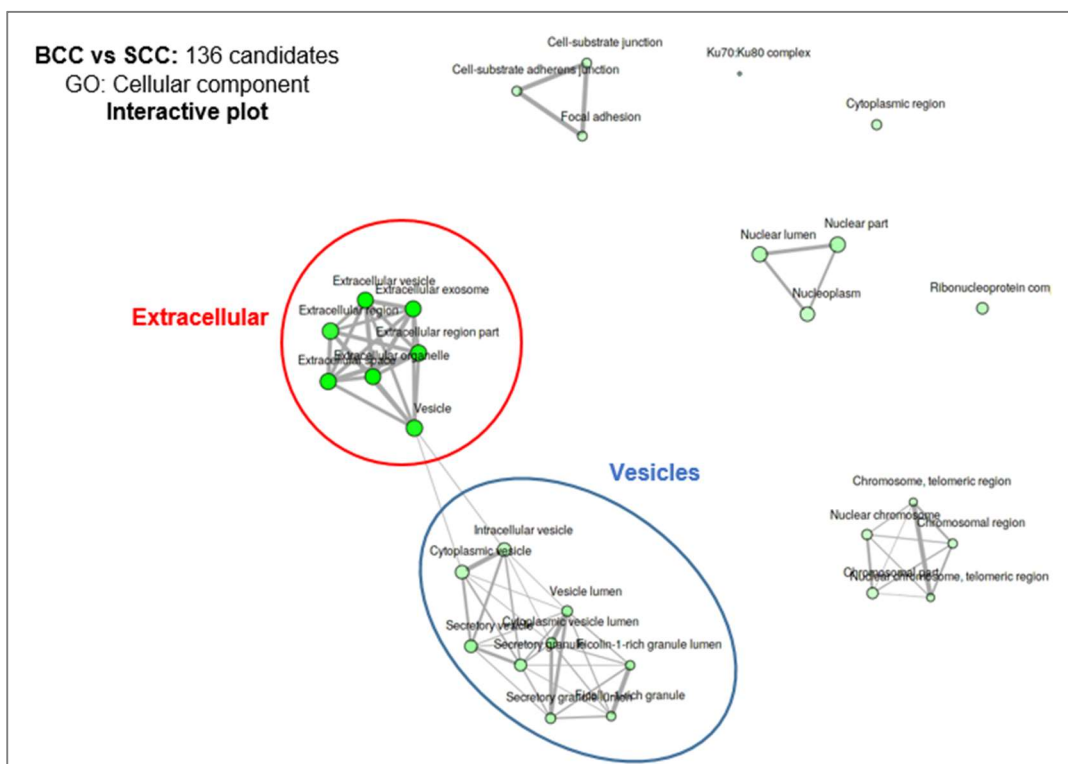 BCC vs SCC: 136 candidates
GO: Cellular component
Interactive plot
Cell-substrate junction
Cell-substrate adherens junction
Focal adhesion
Ku70:Ku80 complex
Cytoplasmic region
Nuclear lumen
Nuclear part
Nucleoplasm
Ribonucleoprotein com
Extracellular
Extracellular vesicle
Extracellular exosome
Extracellular region
Extracellular region part
Extracellular organelle
Extracellular space
Vesicle
Vesicles
Intracellular vesicle
Cytoplasmic vesicle
Vesicle lumen
Cytoplasmic vesicle lumen
Secretory vesicle
Secretory granule
Ficolin-1-rich granule lumen
Secretory granule lumen
Ficolin-1-rich granule
Chromosome, telomeric region
Nuclear chromosome
Chromosomal region
Chromosomal part
Nuclear chromosome, telomeric region